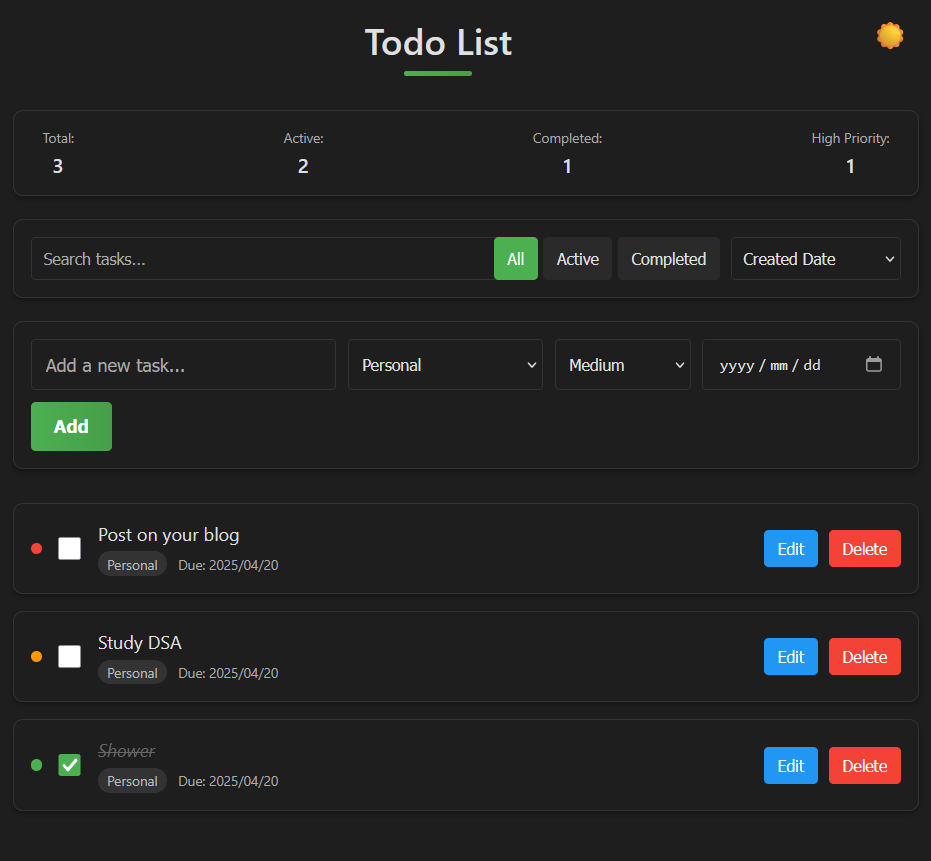 Todo List
Total: Active: Completed: High Priority:
3 2 1 1
Search tasks... All Active Completed Created Date
Add a new task... Personal Medium yyyy / mm / dd
Add
Post on your blog
Personal Due: 2025/04/20 Edit Delete
Study DSA
Personal Due: 2025/04/20 Edit Delete
Shower
Personal Due: 2025/04/20 Edit Delete